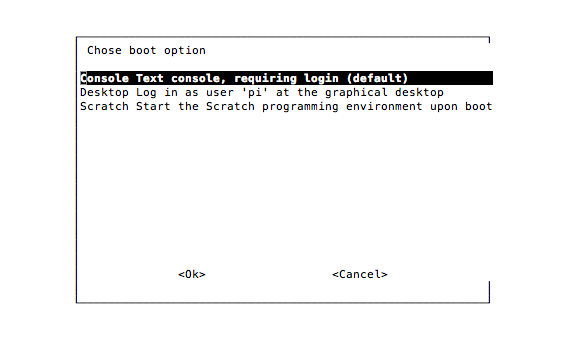 Chose boot option
Console Text console, requiring login (default)
Desktop Log in as user 'pi' at the graphical desktop
Scratch Start the Scratch programming environment upon boot
<Ok> <Cancel>